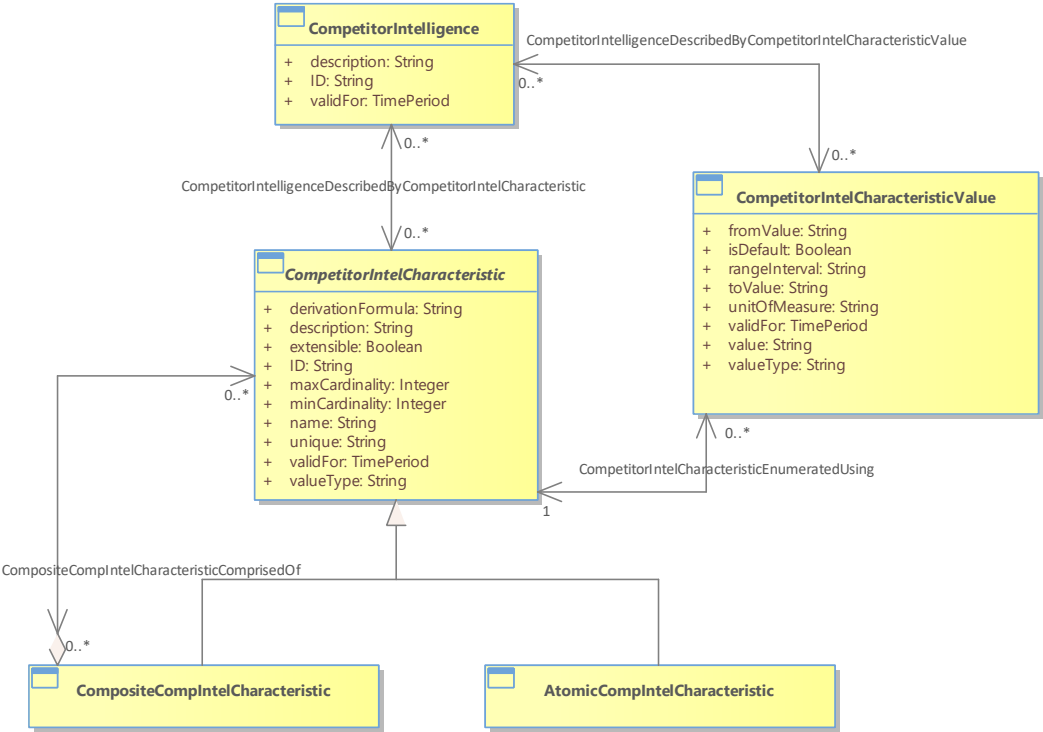 CompetitorIntelligence
+ description: String
+ ID: String
+ validFor: TimePeriod
CompetitorIntelligenceDescribedByCompetitorIntelCharacteristicValue
0..*
0..*
0..*
CompetitorIntelligenceDescribedByCompetitorIntelCharacteristic
0..*
CompetitorIntelCharacteristicValue
+ fromValue: String
+ isDefault: Boolean
+ rangeInterval: String
+ toValue: String
+ unitOfMeasure: String
+ validFor: TimePeriod
+ value: String
+ valueType: String
CompetitorIntelCharacteristic
+ derivationFormula: String
+ description: String
+ extensible: Boolean
+ ID: String
+ maxCardinality: Integer
+ minCardinality: Integer
+ name: String
+ unique: String
+ validFor: TimePeriod
+ valueType: String
0..*
0..*
CompetitorIntelCharacteristicEnumeratedUsing
1
CompositeCompIntelCharacteristicComprisedOf
0..*
CompositeCompIntelCharacteristic
AtomicCompIntelCharacteristic